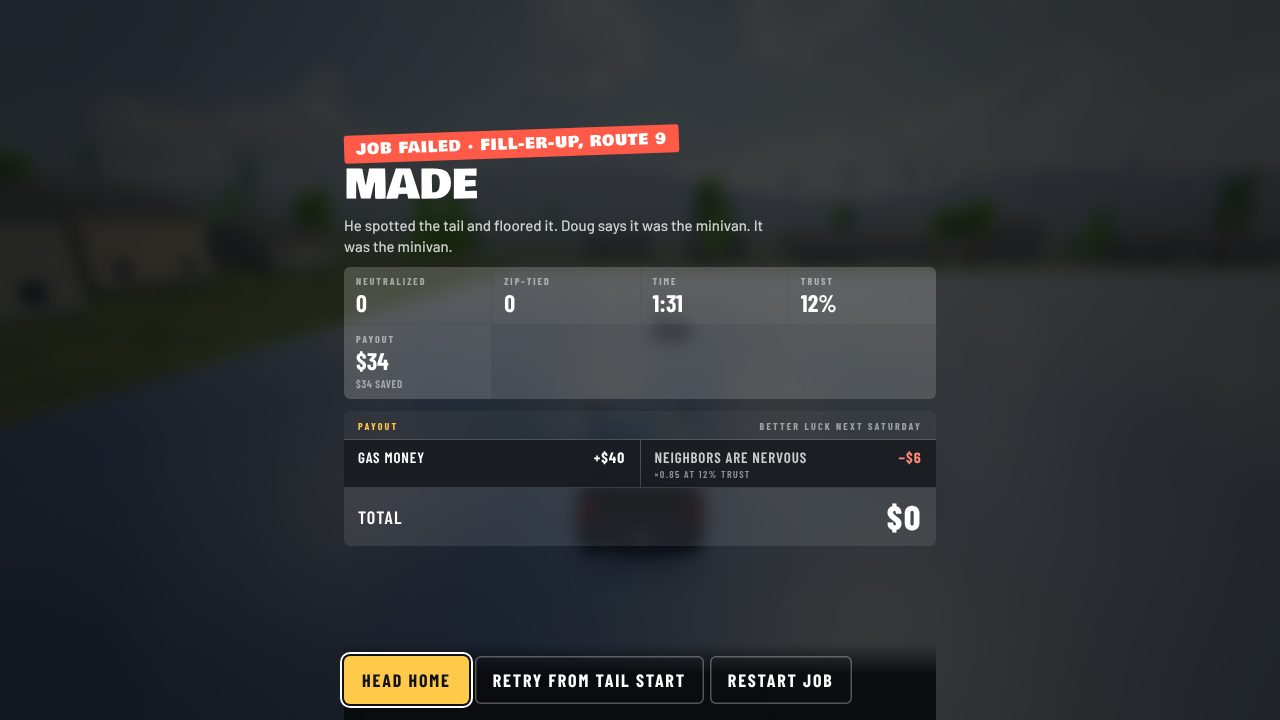 JOB FAILED · FILL-ER-UP, ROUTE 9
MADE
He spotted the tail and floored it. Doug says it was the minivan. It
was the minivan.
NEUTRALIZED
0
ZIP-TIED
0
TIME
1:31
TRUST
12%
PAYOUT
$34
$34 SAVED
PAYOUT
BETTER LUCK NEXT SATURDAY
GAS MONEY +$40
NEIGHBORS ARE NERVOUS −$6
×0.85 AT 12% TRUST
TOTAL $0
HEAD HOME
RETRY FROM TAIL START
RESTART JOB